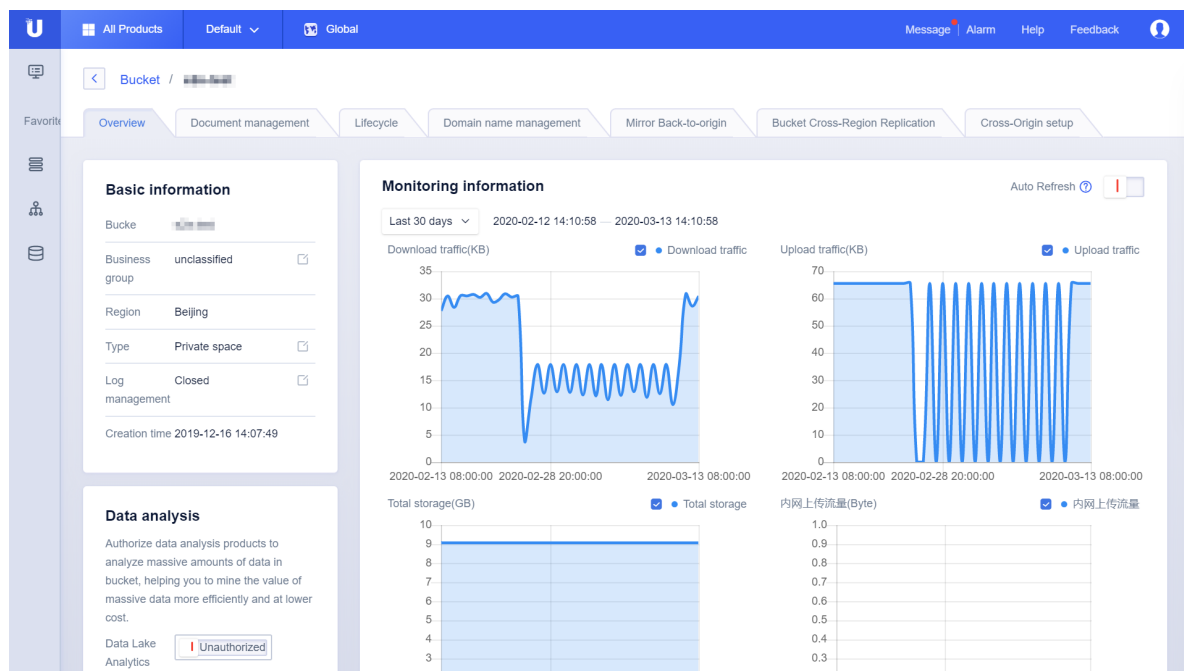 U All Products Default Global Message Alarm Help Feedback
Bucket /
Favorite
Overview Document management Lifecycle Domain name management Mirror Back-to-origin Bucket Cross-Region Replication Cross-Origin setup
Basic information
Bucke
Business group unclassified
Region Beijing
Type Private space
Log management Closed
Creation time 2019-12-16 14:07:49
Data analysis
Authorize data analysis products to
analyze massive amounts of data in
bucket, helping you to mine the value of
massive data more efficiently and at lower
cost.
Data Lake Analytics Unauthorized
Monitoring information Auto Refresh ?
Last 30 days 2020-02-12 14:10:58 — 2020-03-13 14:10:58
Download traffic(KB) Download traffic
35
30
25
20
15
10
5
0
2020-02-13 08:00:00 2020-02-28 20:00:00 2020-03-13 08:00:00
Upload traffic(KB) Upload traffic
70
60
50
40
30
20
10
0
2020-02-13 08:00:00 2020-02-28 20:00:00 2020-03-13 08:00:00
Total storage(GB) Total storage
10
9
8
7
6
5
4
3
内网上传流量(Byte) 内网上传流量
1.0
0.9
0.8
0.7
0.6
0.5
0.4
0.3